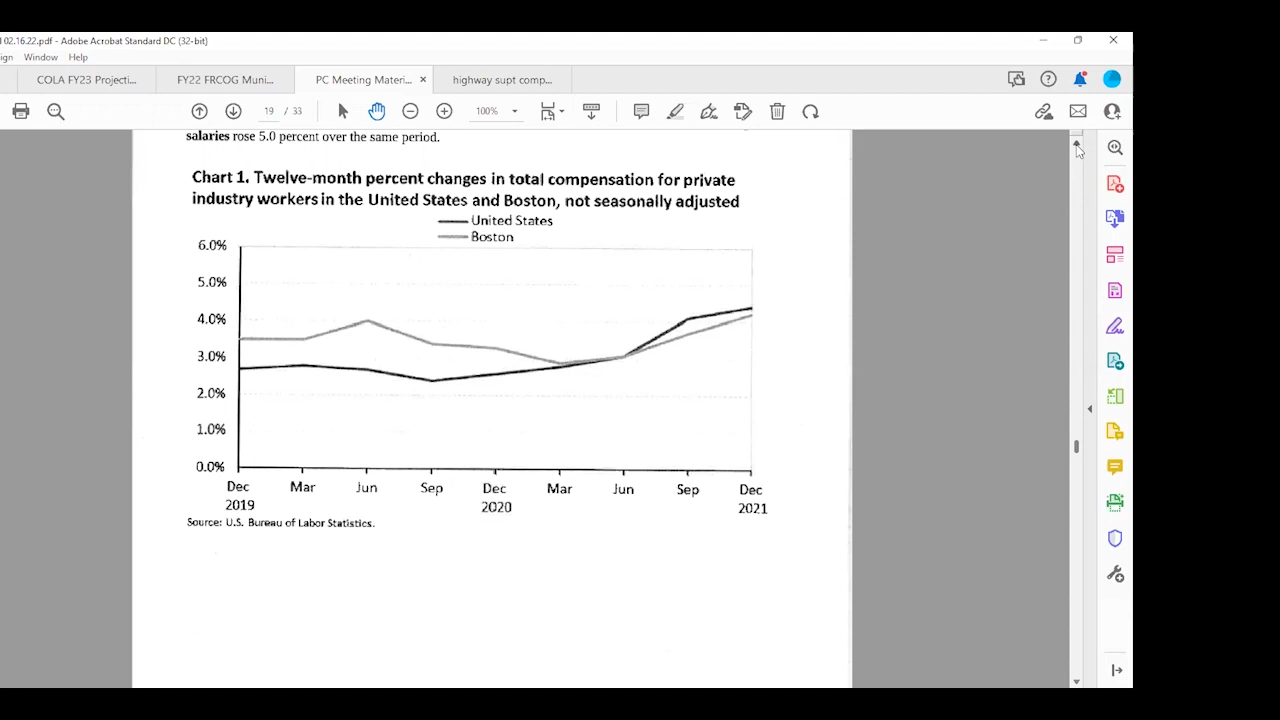 l 02.16.22.pdf - Adobe Acrobat Standard DC (32-bit)
ign Window Help
COLA FY23 Projecti... FY22 FRCOG Muni... PC Meeting Materi... × highway supt comp...
19 / 33 100%
salaries rose 5.0 percent over the same period.
Chart 1. Twelve-month percent changes in total compensation for private
industry workers in the United States and Boston, not seasonally adjusted
United States
Boston
6.0%
5.0%
4.0%
3.0%
2.0%
1.0%
0.0%
Dec Mar Jun Sep Dec Mar Jun Sep Dec
2019 2020 2021
Source: U.S. Bureau of Labor Statistics.